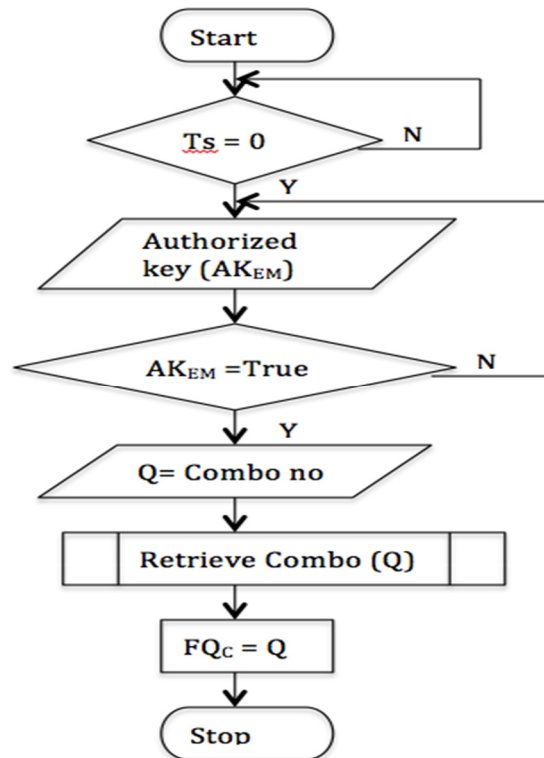 Start
Ts = 0
N
Y
Authorized
key (AKEM)
AKEM =True
N
Y
Q= Combo no
Retrieve Combo (Q)
FQC = Q
Stop